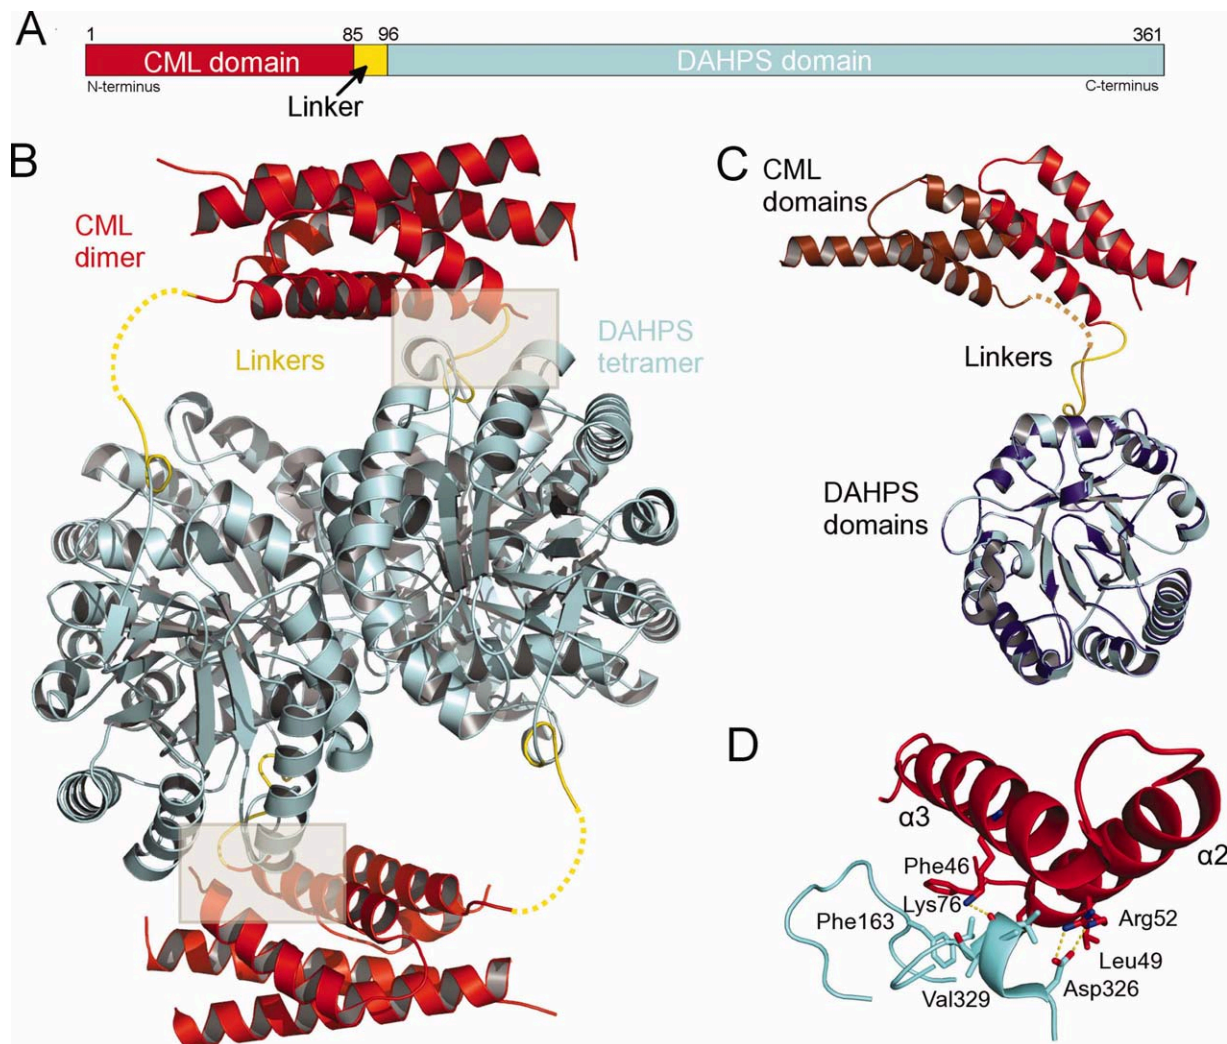 A
1 85 96 361
CML domain DAHPS domain
N-terminus C-terminus
Linker
B
CML
dimer
Linkers
DAHPS
tetramer
C
CML
domains
Linkers
DAHPS
domains
D
α3
α2
Phe46
Lys76
Phe163
Arg52
Leu49
Asp326
Val329